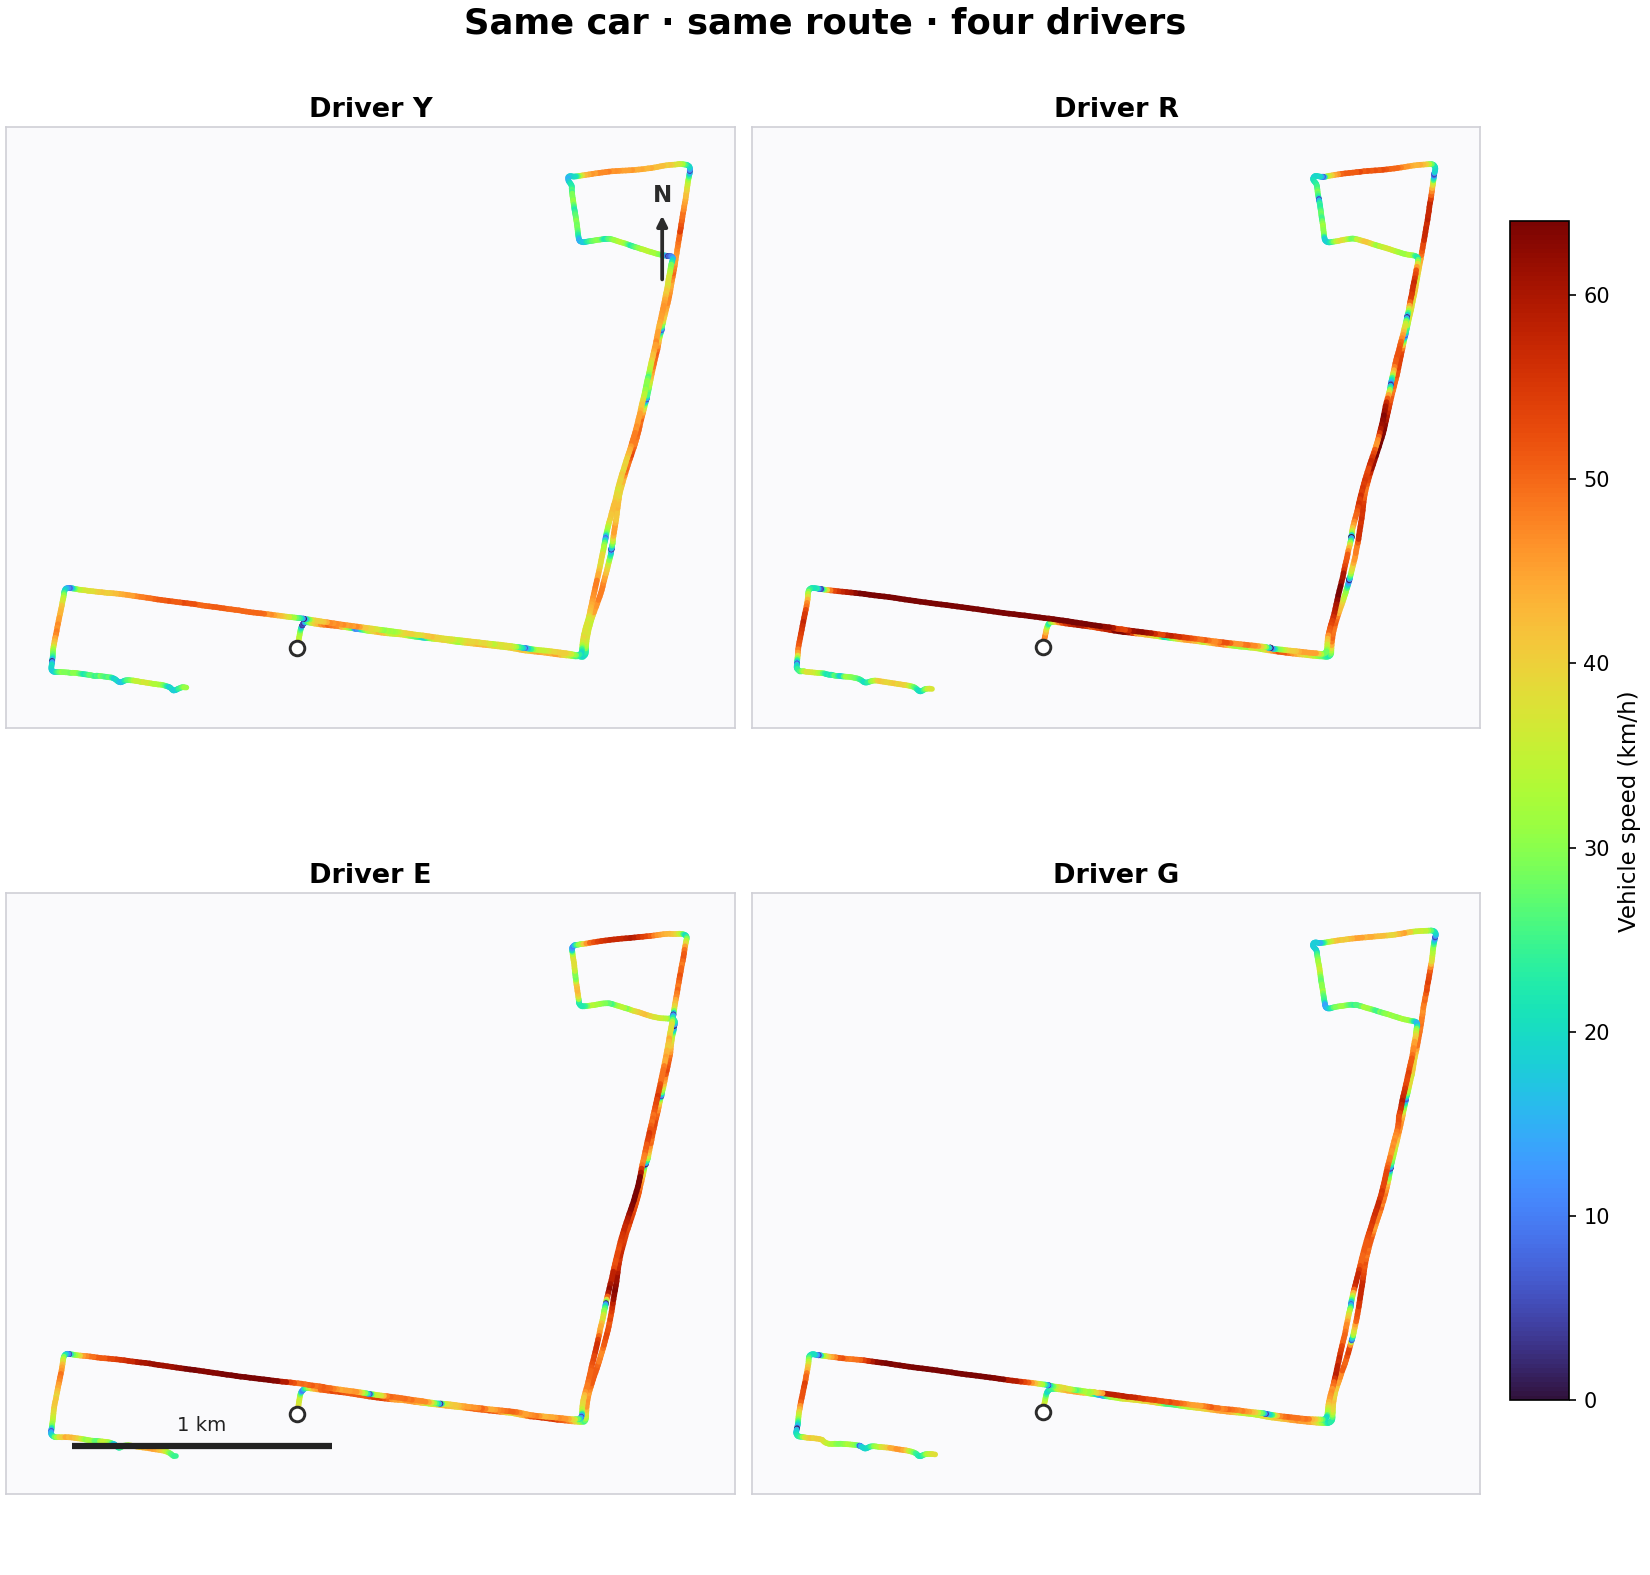 Same car · same route · four drivers
Driver Y
Driver R
N
Driver E
Driver G
1 km
60
50
40
30
20
10
0
Vehicle speed (km/h)